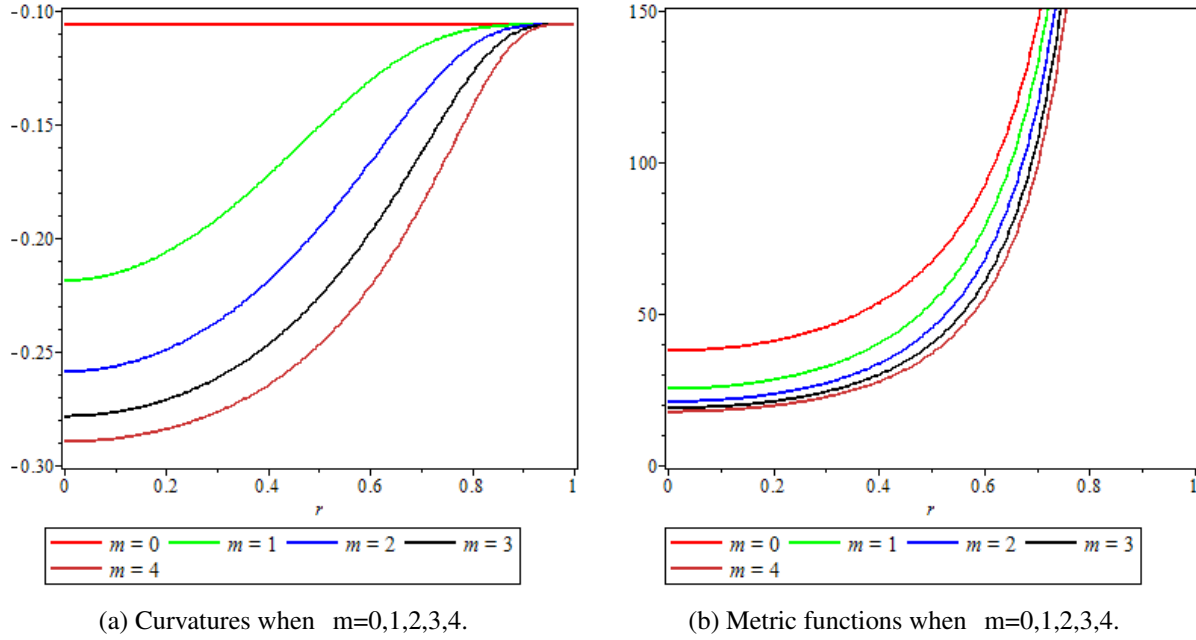 -0.10
-0.15
-0.20
-0.25
-0.30
0 0.2 0.4 0.6 0.8 1
r
m = 0 m = 1 m = 2 m = 3
m = 4
(a) Curvatures when m=0,1,2,3,4.
150
100
50
0
0 0.2 0.4 0.6 0.8 1
r
m = 0 m = 1 m = 2 m = 3
m = 4
(b) Metric functions when m=0,1,2,3,4.